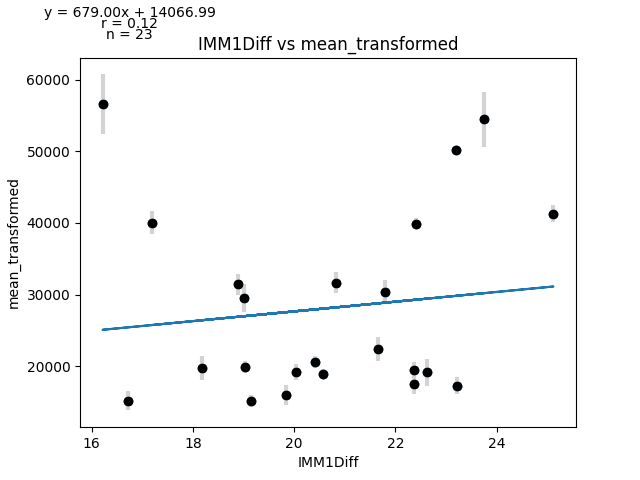 y = 679.00x + 14066.99
r = 0.12
n = 23
IMM1Diff vs mean_transformed
60000
50000
40000
30000
20000
mean_transformed
16
18
20
22
24
IMM1Diff